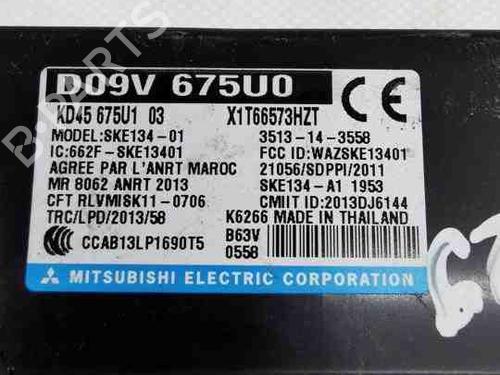 D09V 675U0
KD45 675U1 03 X1T66573HZT
MODEL:SKE134-01 3513-14-3558
IC:662F-SKE13401 FCC ID:WAZSKE13401
AGREE PAR L'ANRT MAROC 21056/SDPPI/2011
MR 8062 ANRT 2013 SKE134-A1 1953
CFT RLVMISK11-0706 CMIIT ID:2013DJ6144
TRC/LPD/2013/58 K6266 MADE IN THAILAND
CCAB13LP1690T5 B63V
0558
MITSUBISHI ELECTRIC CORPORATION
B-PARTS